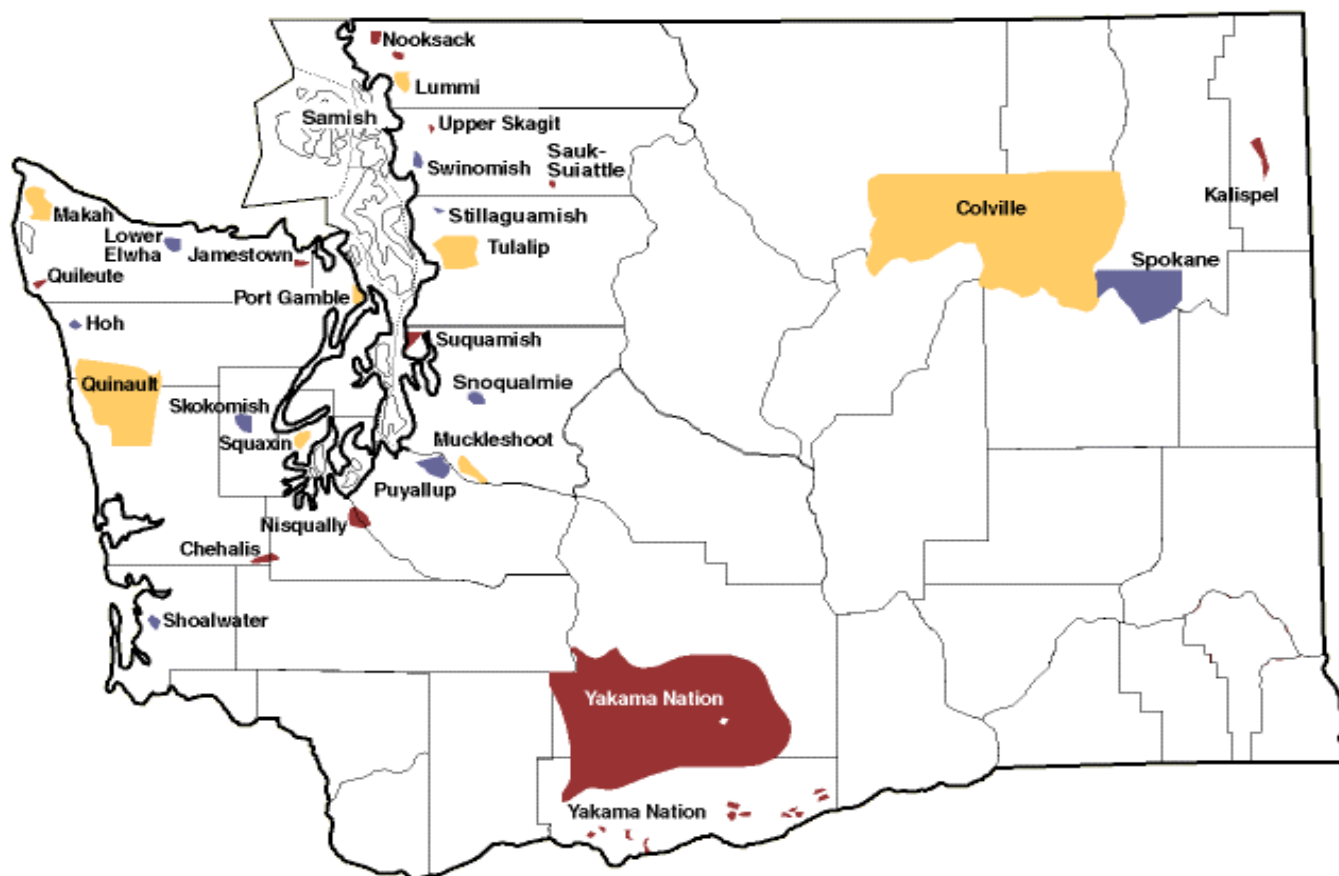 Nooksack
Lummi
Samish
Upper Skagit
Sauk-
Suiattle
Swinomish
Kalispel
Makah
Stillaguamish
Colville
Lower
Elwha
Jamestown
Tulalip
Spokane
Quileute
Port Gamble
Hoh
Suquamish
Quinault
Snoqualmie
Skokomish
Squaxin
Muckleshoot
Puyallup
Nisqually
Chehalis
Shoalwater
Yakama Nation
Yakama Nation